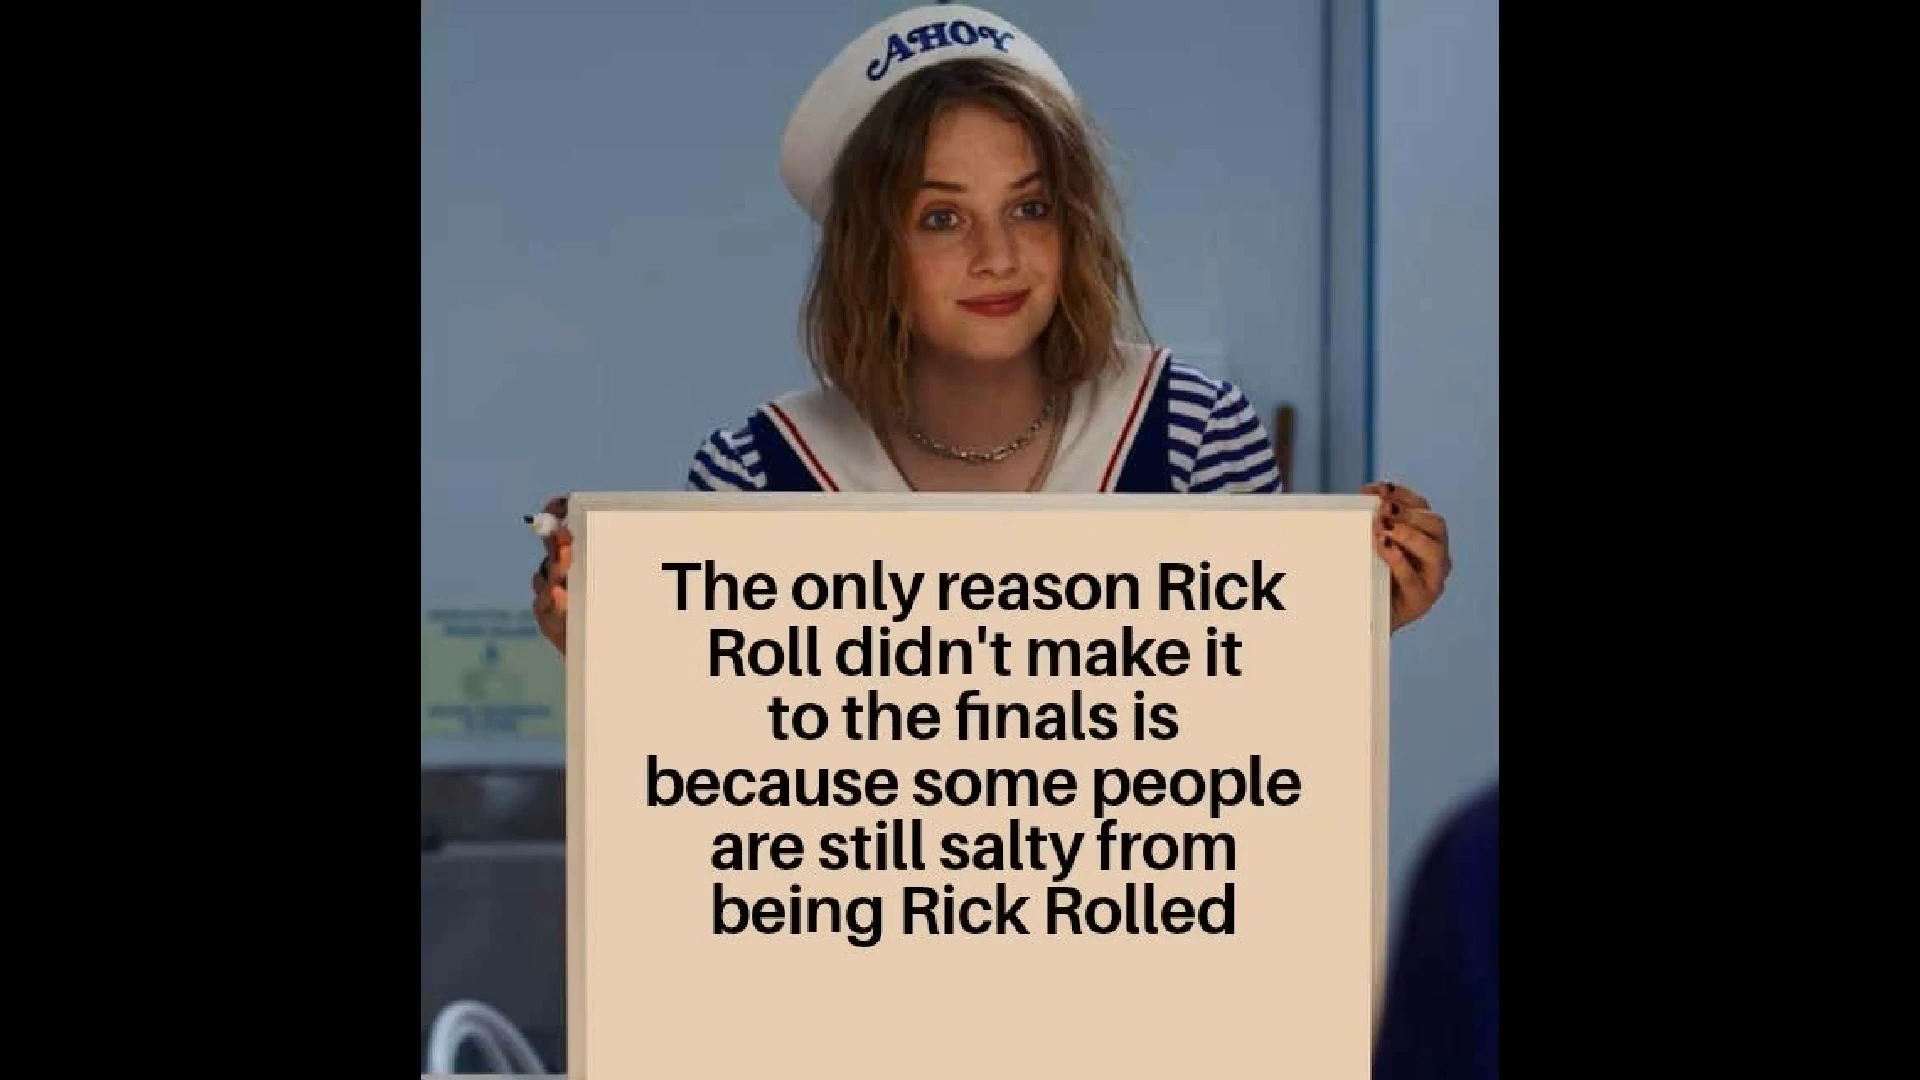 AHOY
The only reason Rick
Roll didn't make it
to the finals is
because some people
are still salty from
being Rick Rolled